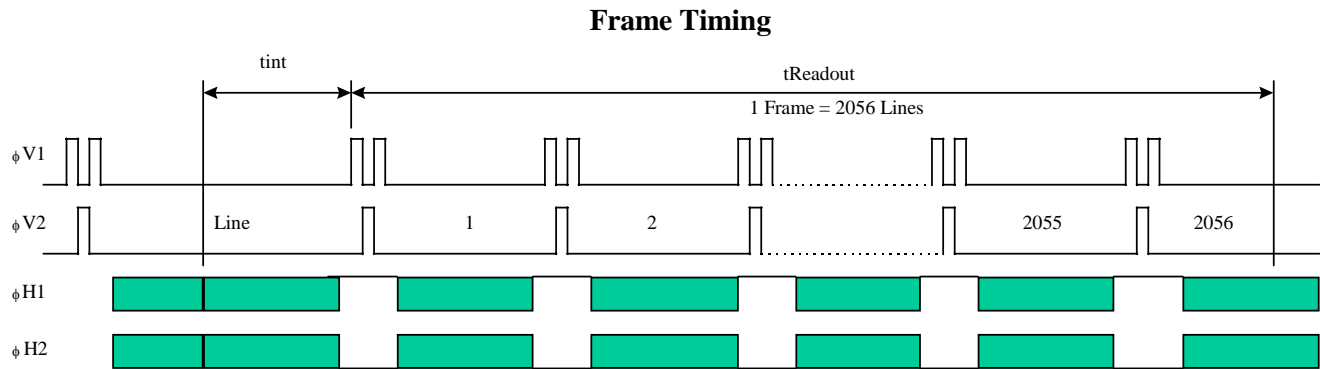 Frame Timing
tint
tReadout
1 Frame = 2056 Lines
ϕV1
ϕV2
Line
1
2
2055
2056
ϕH1
ϕH2